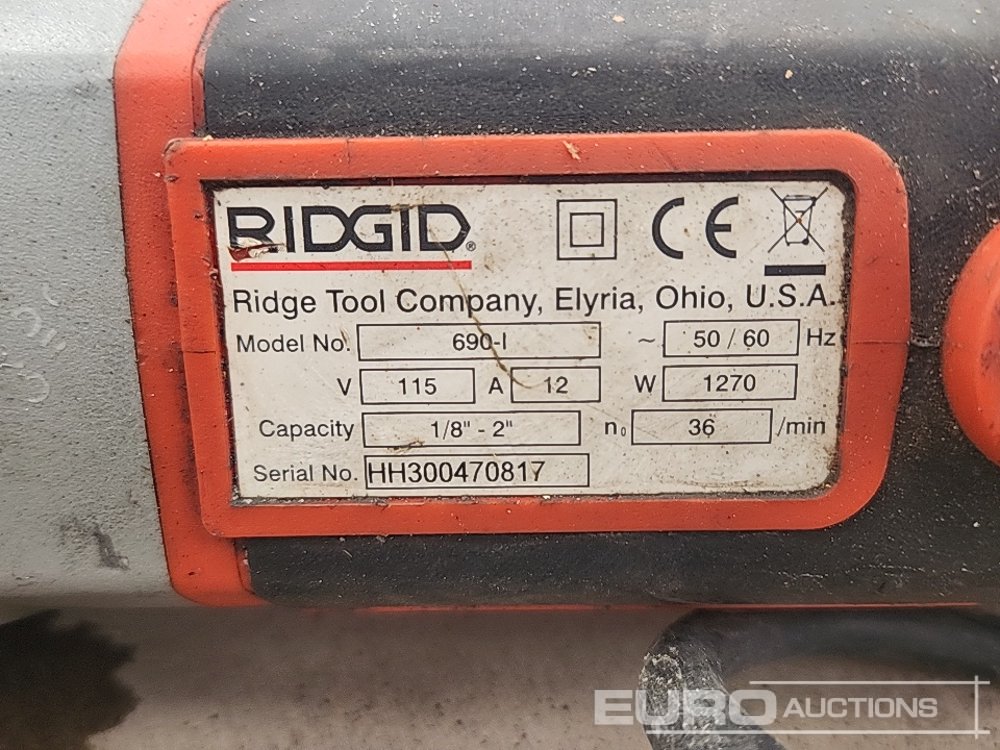 RIDGID®
CE
Ridge Tool Company, Elyria, Ohio, U.S.A.
Model No. 690-I ~ 50 / 60 Hz
V 115 A 12 W 1270
Capacity 1/8" - 2" n₀ 36 /min
Serial No. HH300470817
EURO AUCTIONS